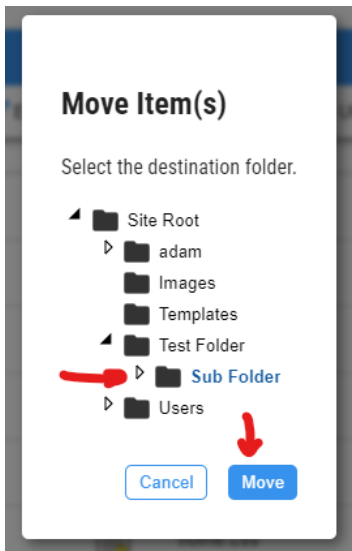 Move Item(s)
Select the destination folder.
Site Root
adam
Images
Templates
Test Folder
Sub Folder
Users
Cancel
Move